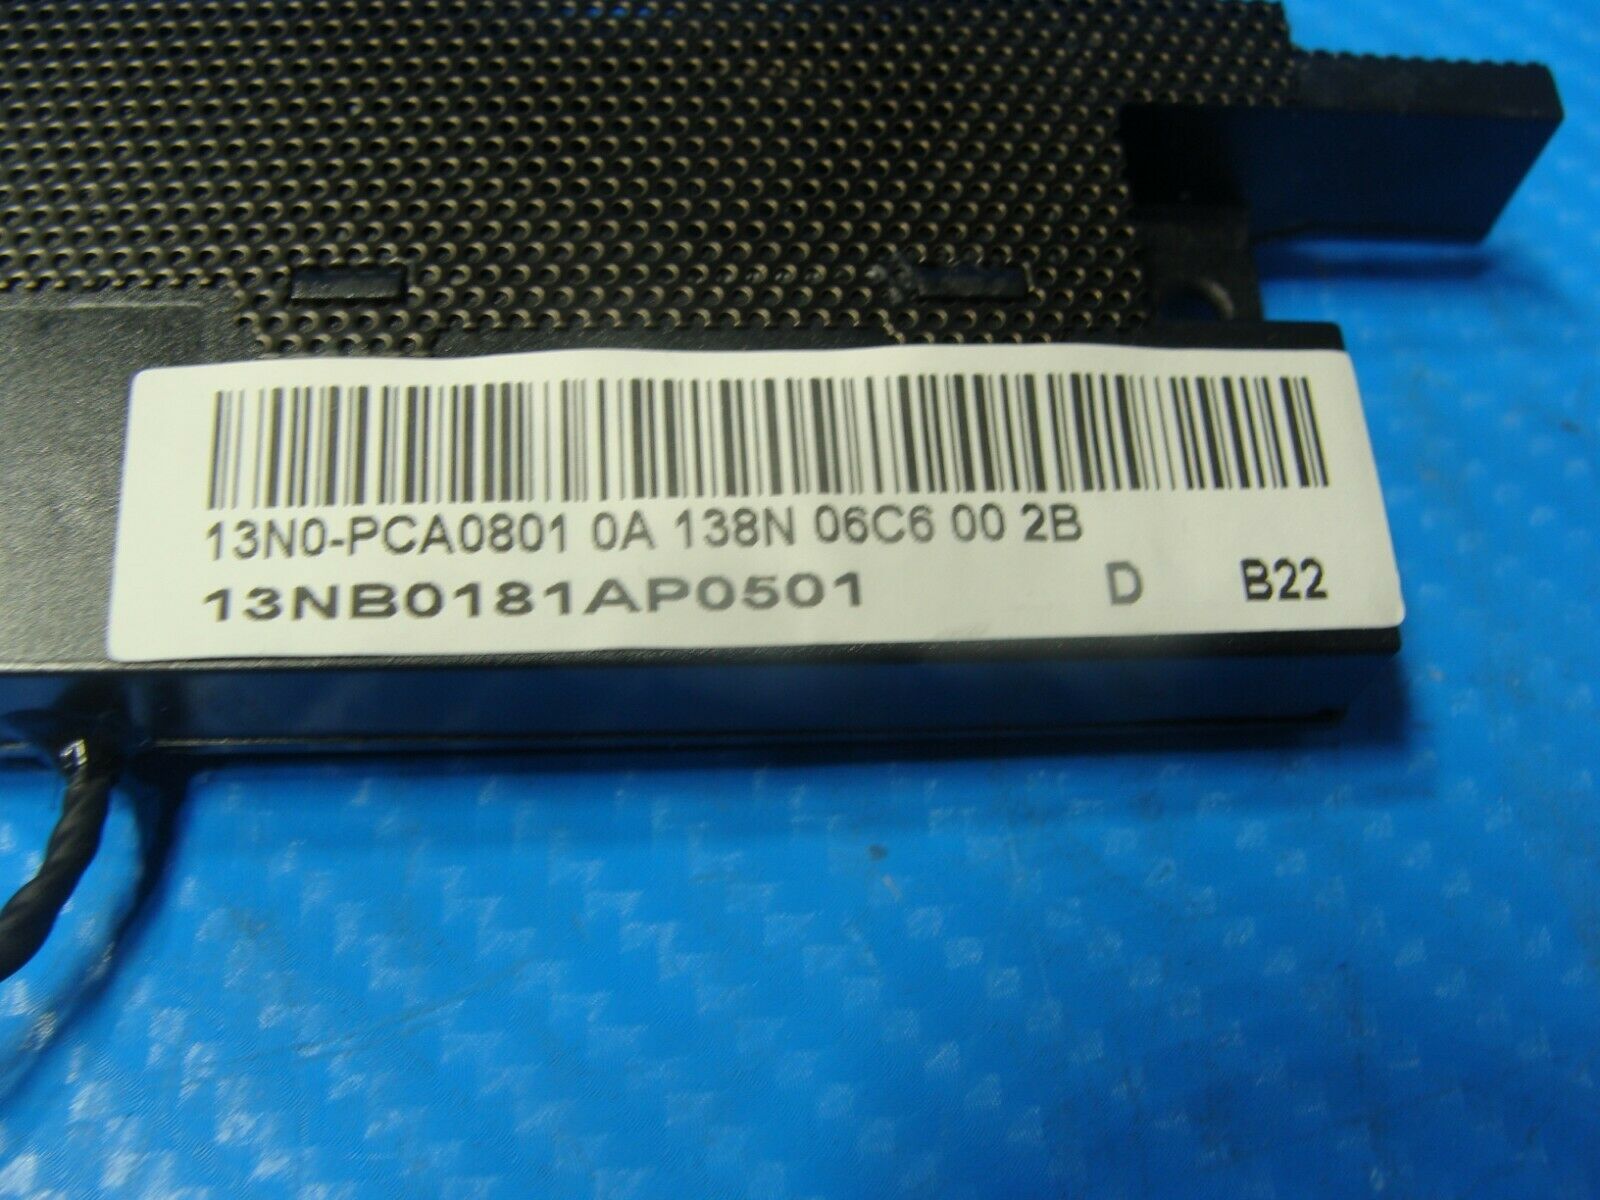 13N0-PCA0801 0A 138N 06C6 00 2B
13NB0181AP0501 D B22